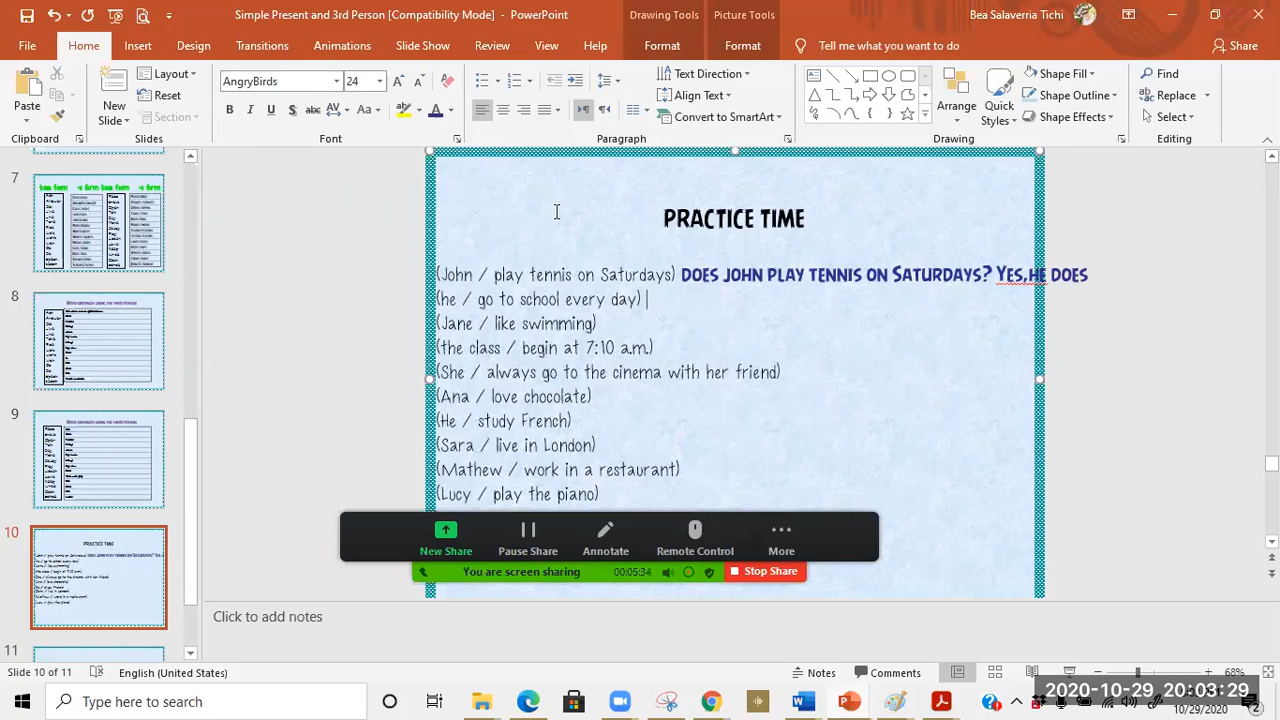 Simple Present and 3rd Person [Compatibility Mode] - PowerPoint
Drawing Tools
Picture Tools
Bea Salaverria Tichi
File Home Insert Design Transitions Animations Slide Show Review View Help Format Format Tell me what you want to do Share
Paste
Clipboard
New Slide
Layout
Reset
Section
Slides
AngryBirds 24
B I U S abc AV Aa A
Font
Text Direction
Align Text
Convert to SmartArt
Paragraph
Arrange
Quick Styles
Shape Fill
Shape Outline
Shape Effects
Drawing
Find
Replace
Select
Editing
7
8
9
10
11
PRACTICE TIME
(John / play tennis on Saturdays) DOES JOHN PLAY TENNIS ON SATURDAYS? YES,HE DOES
(he / go to school every day)
(Jane / like swimming)
(the class / begin at 7:10 a.m.)
(She / always go to the cinema with her friend)
(Ana / love chocolate)
(He / study French)
(Sara / live in London)
(Mathew / work in a restaurant)
(Lucy / play the piano)
New Share Pause Share Annotate Remote Control More
You are screen sharing 00:05:34 Stop Share
Click to add notes
Slide 10 of 11 English (United States) Notes Comments 68%
Type here to search
2020-10-29 20:03:29
10/29/2020